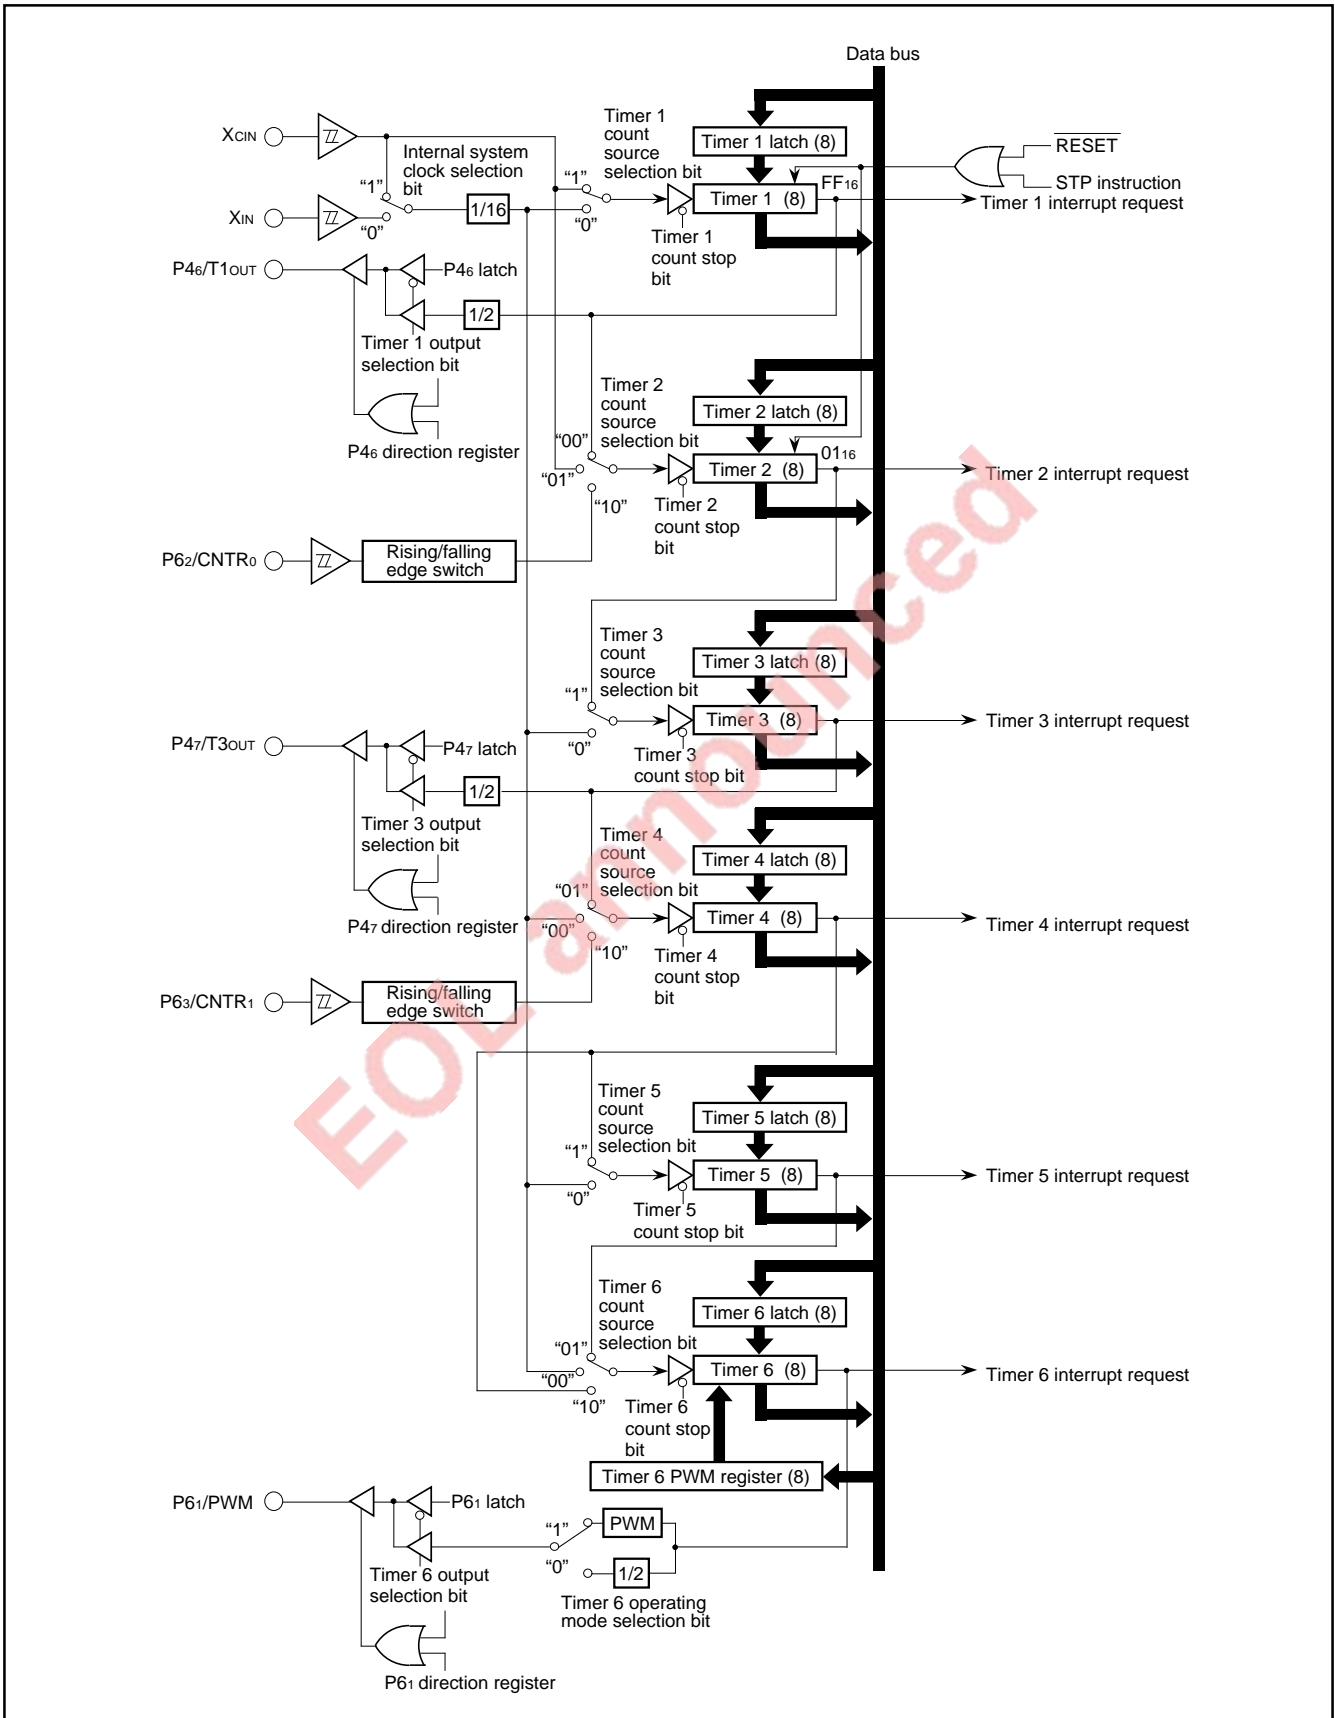 Data bus
XCIN
Timer 1
count
source
selection bit
Timer 1 latch (8)
RESET
Internal system
clock selection
bit
“1”
“1”
FF16
STP instruction
XIN
“0”
1/16
“0”
Timer 1 (8)
Timer 1 interrupt request
Timer 1
count stop
bit
P46/T1OUT
P46 latch
1/2
Timer 1 output
selection bit
P46 direction register
Timer 2
count
source
selection bit
Timer 2 latch (8)
“00”
“01”
“10”
0116
Timer 2 (8)
Timer 2 interrupt request
Timer 2
count stop
bit
P62/CNTR0
Rising/falling
edge switch
Timer 3
count
source
selection bit
Timer 3 latch (8)
“1”
“0”
Timer 3 (8)
Timer 3 interrupt request
Timer 3
count stop bit
P47/T3OUT
P47 latch
1/2
Timer 3 output
selection bit
P47 direction register
Timer 4
count
source
selection bit
Timer 4 latch (8)
“01”
“00”
“10”
Timer 4 (8)
Timer 4 interrupt request
Timer 4
count stop
bit
P63/CNTR1
Rising/falling
edge switch
Timer 5
count
source
selection bit
Timer 5 latch (8)
“1”
“0”
Timer 5 (8)
Timer 5 interrupt request
Timer 5
count stop bit
Timer 6
count
source
selection bit
Timer 6 latch (8)
“01”
“00”
“10”
Timer 6 (8)
Timer 6 interrupt request
Timer 6
count stop
bit
Timer 6 PWM register (8)
P61/PWM
P61 latch
“1”
PWM
“0”
1/2
Timer 6 output
selection bit
Timer 6 operating
mode selection bit
P61 direction register
EOL announced